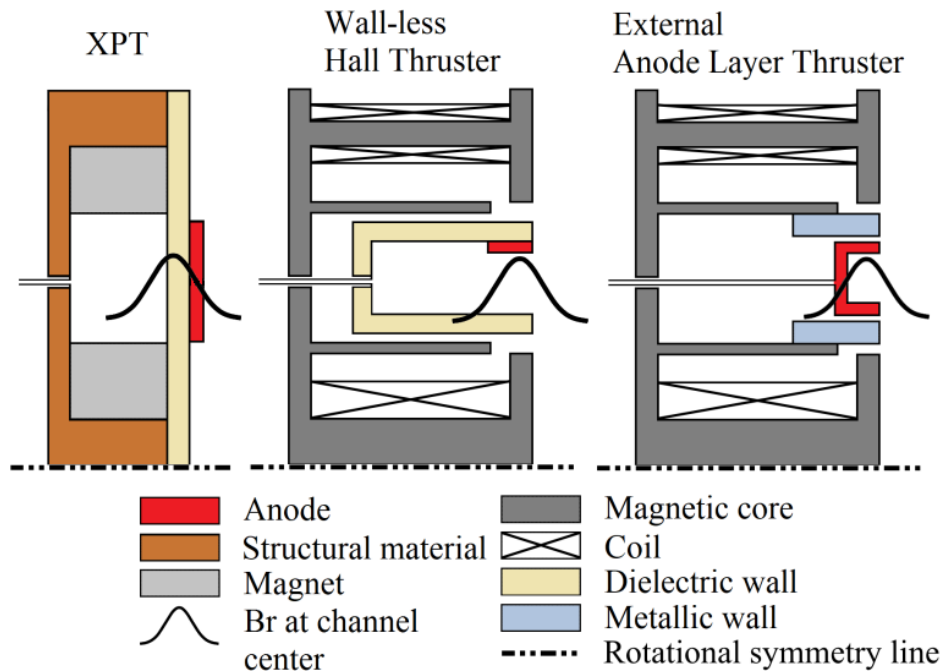 XPT
Wall-less
Hall Thruster
External
Anode Layer Thruster
Anode
Structural material
Magnet
Br at channel
center
Magnetic core
Coil
Dielectric wall
Metallic wall
Rotational symmetry line